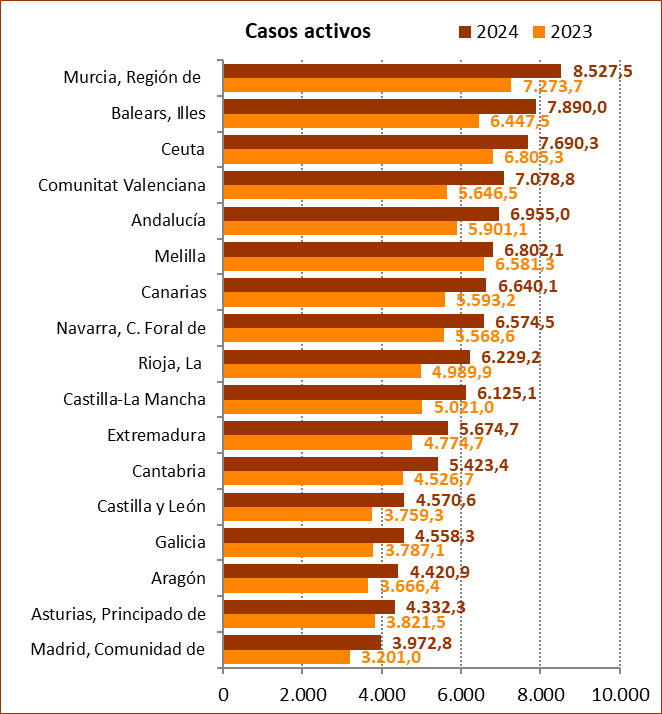 Casos activos
2024
2023
Murcia, Región de
8.527,5
7.273,7
Balears, Illes
7.890,0
6.447,5
Ceuta
7.690,3
6.805,3
Comunitat Valenciana
7.078,8
5.646,5
Andalucía
6.955,0
5.901,1
Melilla
6.802,1
6.581,3
Canarias
6.640,1
5.593,2
Navarra, C. Foral de
6.574,5
5.568,6
Rioja, La
6.229,2
4.989,9
Castilla-La Mancha
6.125,1
5.021,0
Extremadura
5.674,7
4.774,7
Cantabria
5.423,4
4.526,7
Castilla y León
4.570,6
3.759,3
Galicia
4.558,3
3.787,1
Aragón
4.420,9
3.666,4
Asturias, Principado de
4.332,3
3.821,5
Madrid, Comunidad de
3.972,8
3.201,0
0 2.000 4.000 6.000 8.000 10.000